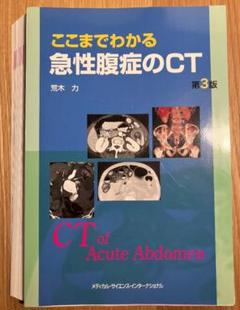 ここまでわかる
急性腹症のCT
第3版
荒木 力
CT of
Acute Abdomen
メディカル・サイエンス・インターナショナル